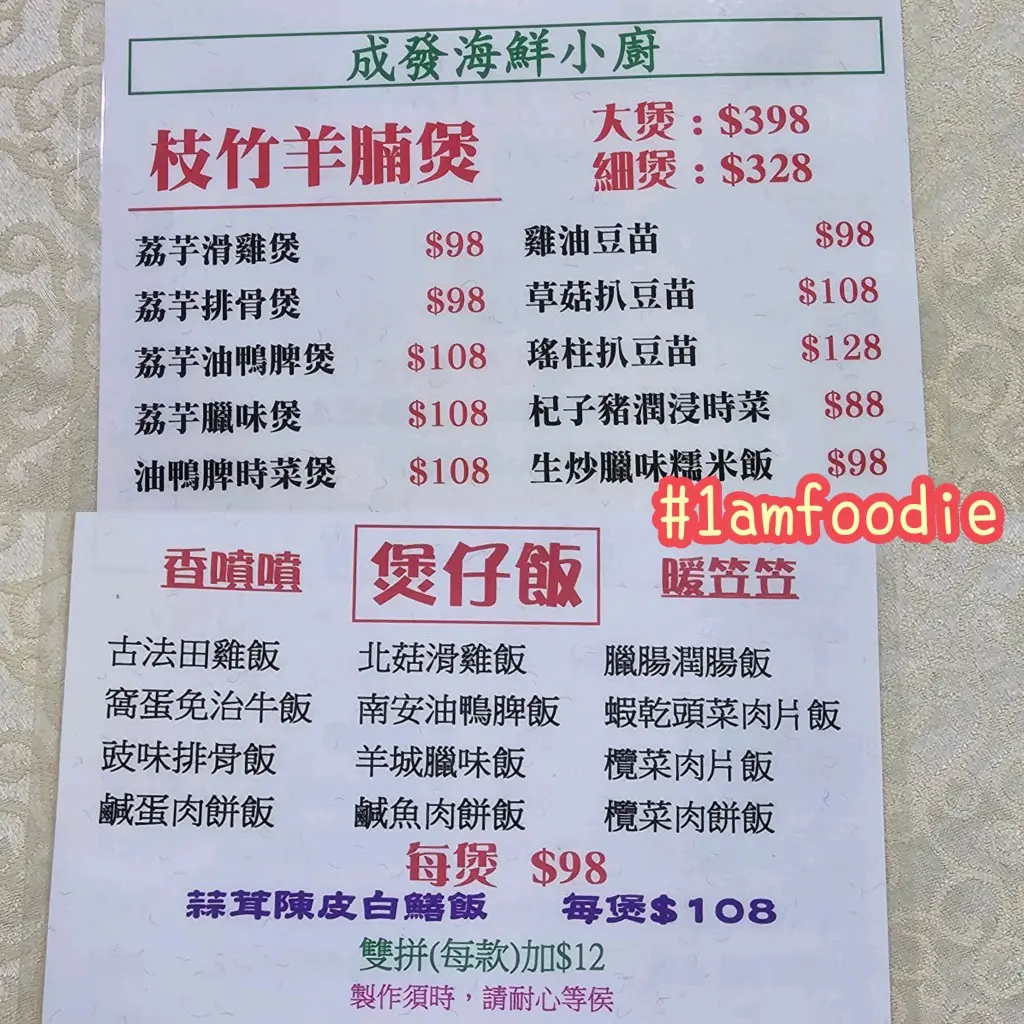 成發海鮮小廚
枝竹羊腩煲
大煲:$398
細煲:$328
荔芋滑雞煲 $98
荔芋排骨煲 $98
荔芋油鴨脾煲 $108
荔芋臘味煲 $108
油鴨脾時菜煲 $108
雞油豆苗 $98
草菇扒豆苗 $108
瑤柱扒豆苗 $128
杞子豬潤浸時菜 $88
生炒臘味糯米飯 $98
#1amfoodie
香噴噴 煲仔飯 暖笠笠
古法田雞飯 北菇滑雞飯 臘腸潤腸飯
窩蛋免治牛飯 南安油鴨脾飯 蝦乾頭菜肉片飯
豉味排骨飯 羊城臘味飯 欖菜肉片飯
鹹蛋肉餅飯 鹹魚肉餅飯 欖菜肉餅飯
每煲 $98
蒜茸陳皮白鱔飯 每煲$108
雙拼(每款)加$12
製作須時，請耐心等侯